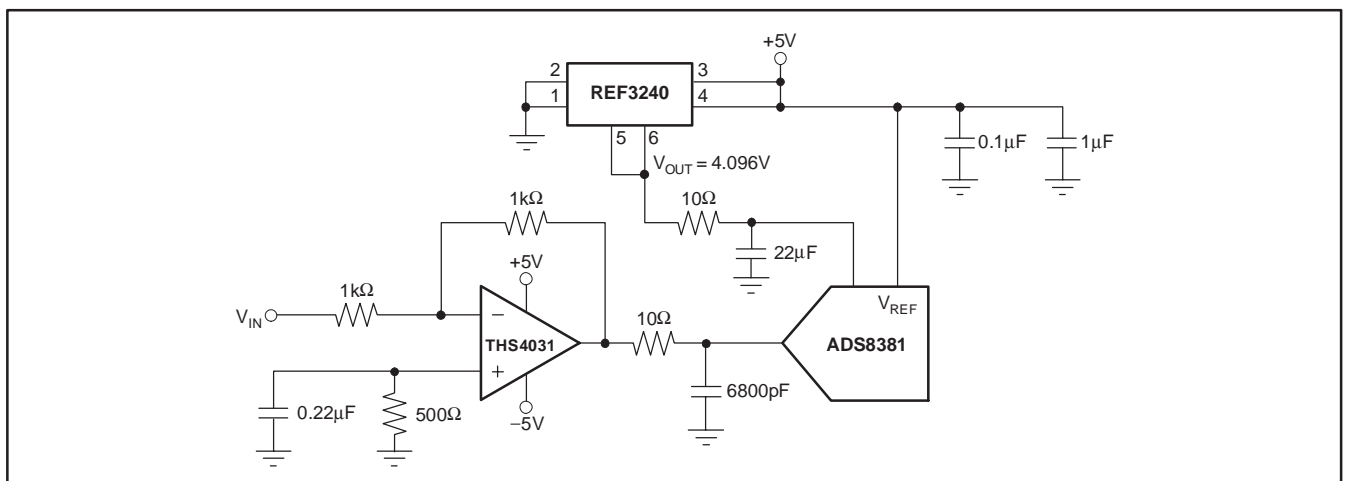 +5V
2
3
REF3240
1
4
5
6
0.1μF
1μF
V_OUT = 4.096V
1kΩ
10Ω
22μF
+5V
1kΩ
V_REF
V_IN
–
10Ω
THS4031
ADS8381
+
6800pF
0.22μF
500Ω
–5V